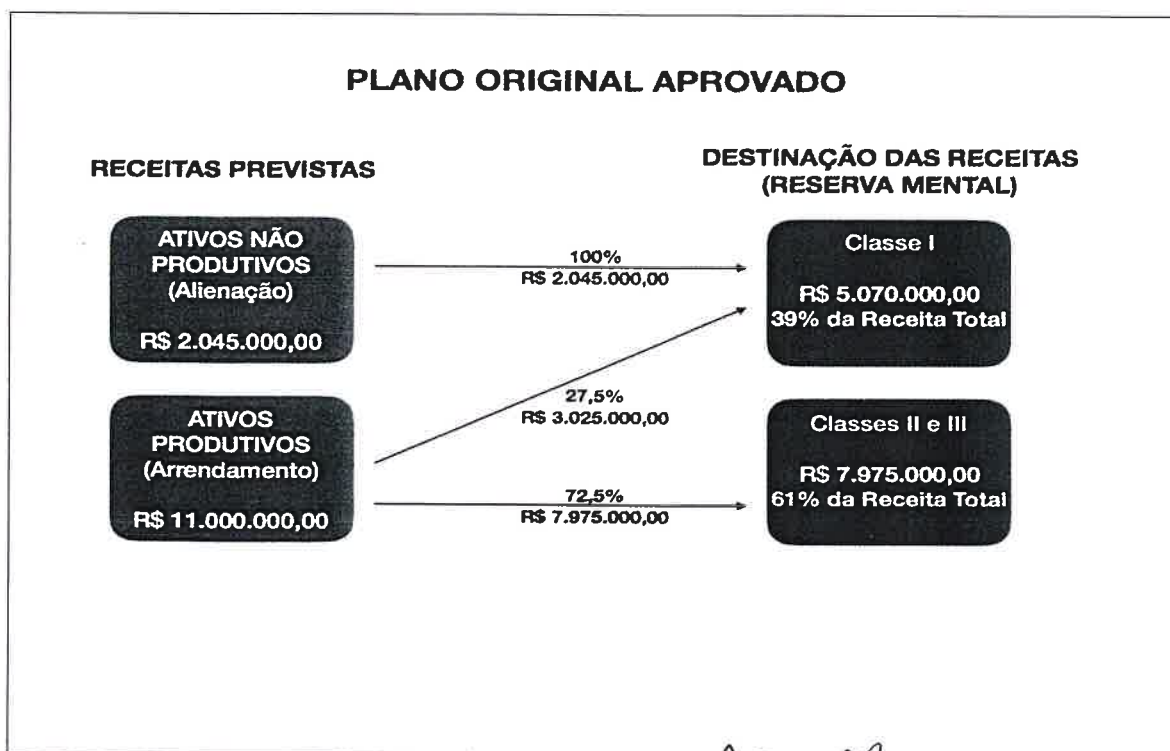 PLANO ORIGINAL APROVADO
RECEITAS PREVISTAS
DESTINAÇÃO DAS RECEITAS
(RESERVA MENTAL)
ATIVOS NÃO
PRODUTIVOS
(Alienação)
R$ 2.045.000,00
100%
R$ 2.045.000,00
Classe I
R$ 5.070.000,00
39% da Receita Total
27,5%
R$ 3.025.000,00
ATIVOS
PRODUTIVOS
(Arrendamento)
R$ 11.000.000,00
72,5%
R$ 7.975.000,00
Classes II e III
R$ 7.975.000,00
61% da Receita Total